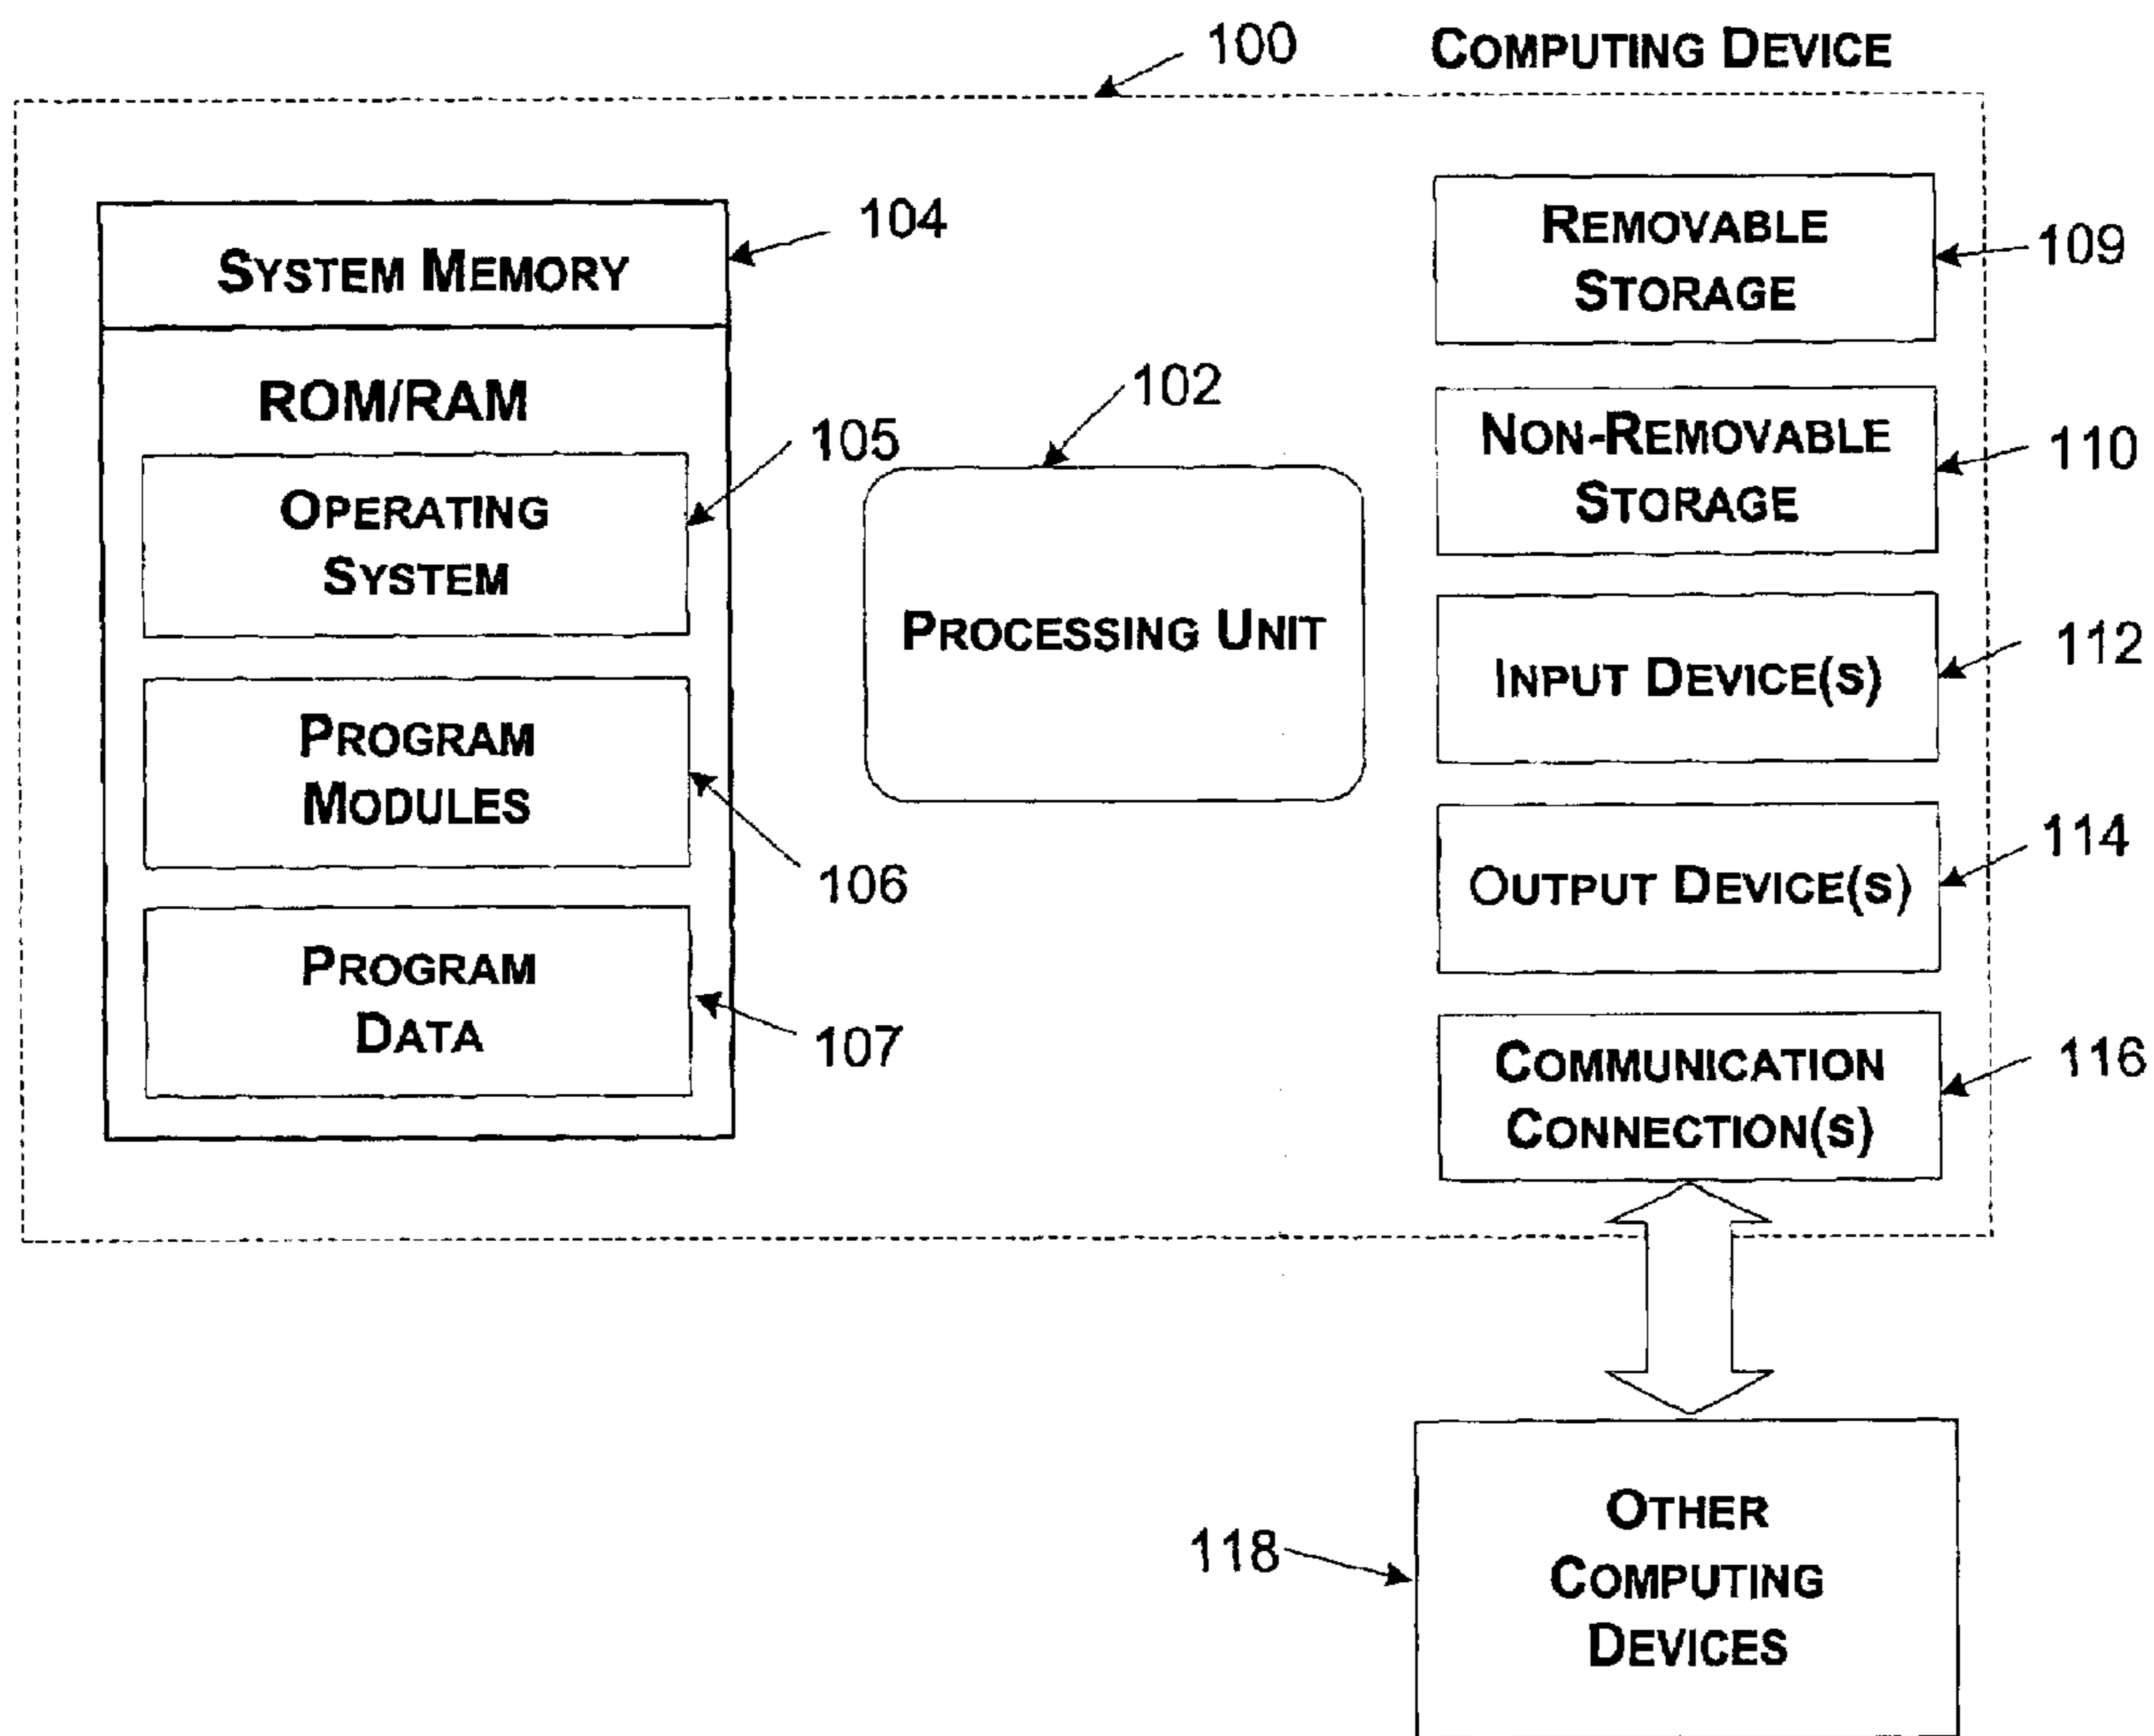 100
COMPUTING DEVICE
SYSTEM MEMORY
104
ROM/RAM
105
OPERATING
SYSTEM
PROGRAM
MODULES
106
PROGRAM
DATA
107
102
PROCESSING UNIT
REMOVABLE
STORAGE
109
NON-REMOVABLE
STORAGE
110
INPUT DEVICE(S)
112
OUTPUT DEVICE(S)
114
COMMUNICATION
CONNECTION(S)
116
118
OTHER
COMPUTING
DEVICES